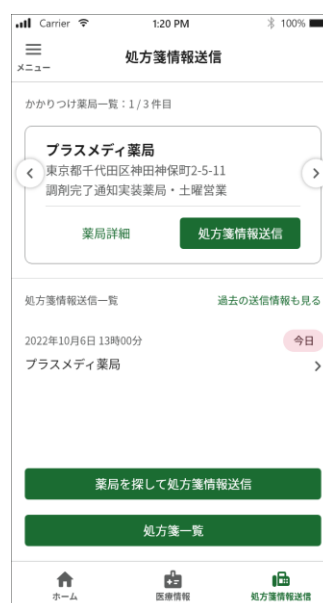 Carrier 1:20 PM 100%
メニュー
処方箋情報送信
かかりつけ薬局一覧：1 / 3 件目
プラスメディ薬局
東京都千代田区神田神保町2-5-11
調剤完了通知実装薬局・土曜営業
薬局詳細 処方箋情報送信
処方箋情報送信一覧 過去の送信情報も見る
2022年10月6日 13時00分 今日
プラスメディ薬局
薬局を探して処方箋情報送信
処方箋一覧
ホーム 医療情報 処方箋情報送信